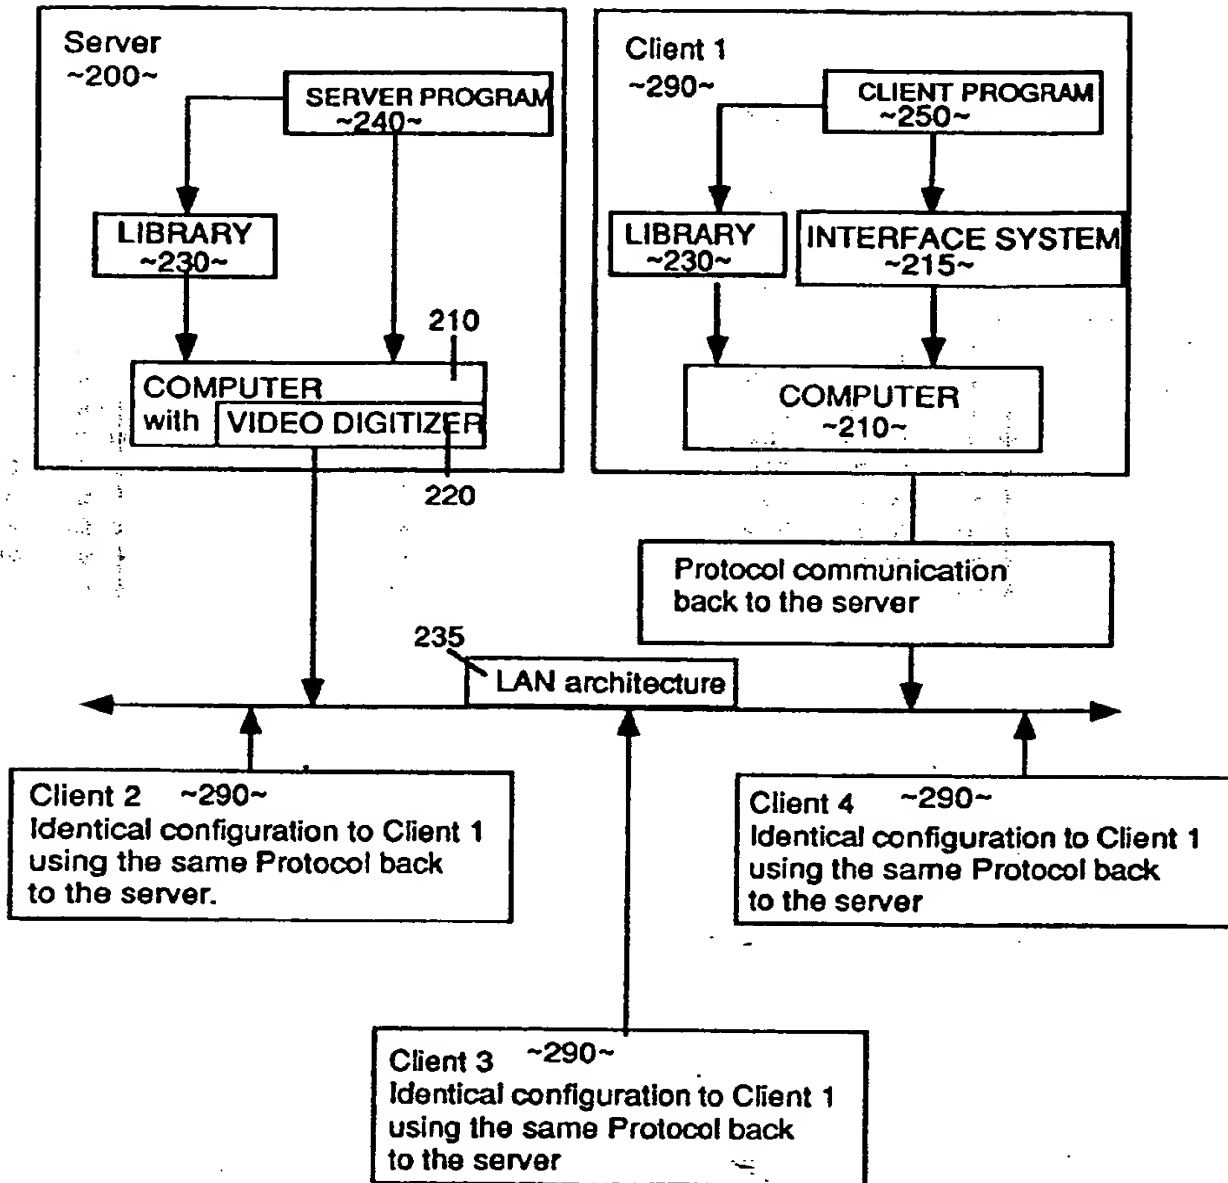 Server
~200~
SERVER PROGRAM
~240~
LIBRARY
~230~
210
COMPUTER
with VIDEO DIGITIZER
220
Client 1
~290~
CLIENT PROGRAM
~250~
LIBRARY
~230~
INTERFACE SYSTEM
~215~
COMPUTER
~210~
Protocol communication
back to the server
235
LAN architecture
Client 2 ~290~
Identical configuration to Client 1
using the same Protocol back
to the server.
Client 4 ~290~
Identical configuration to Client 1
using the same Protocol back
to the server
Client 3 ~290~
Identical configuration to Client 1
using the same Protocol back
to the server